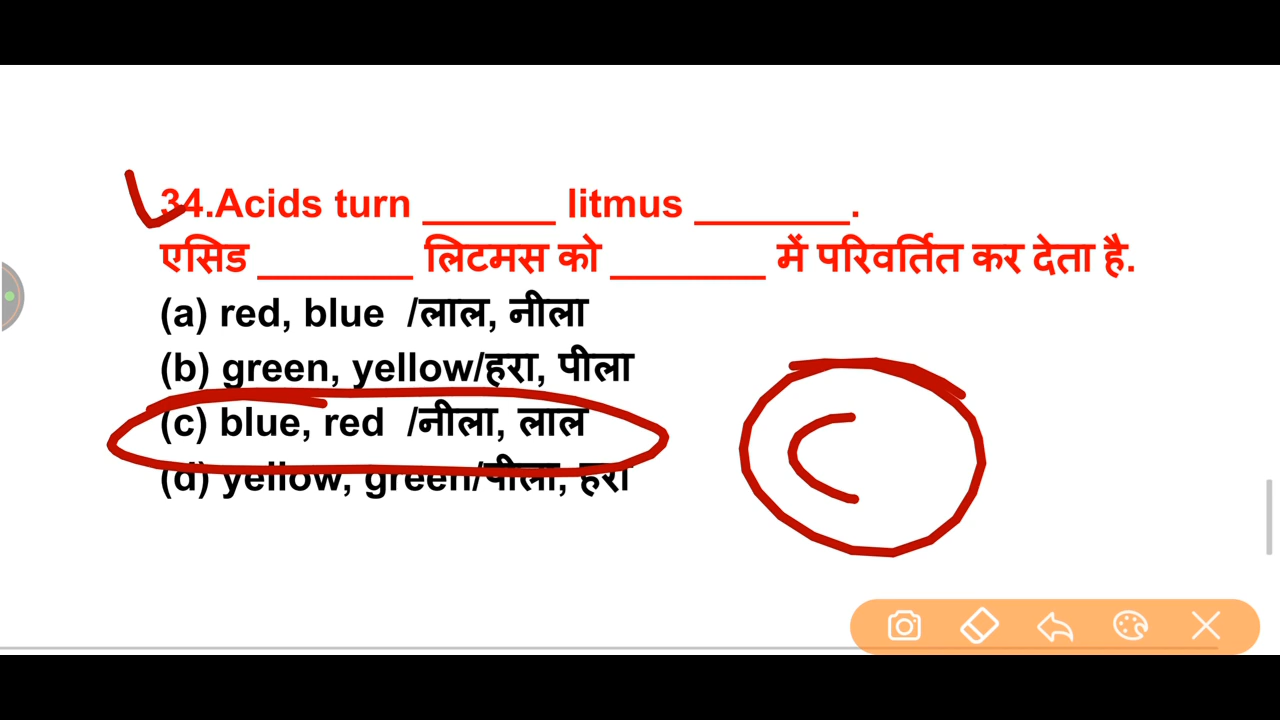 34.Acids turn ______ litmus _______.
एसिड _______ लिटमस को _______ में परिवर्तित कर देता है.
(a) red, blue /लाल, नीला
(b) green, yellow/हरा, पीला
(c) blue, red /नीला, लाल
(d) yellow, green/पीला, हरा
C